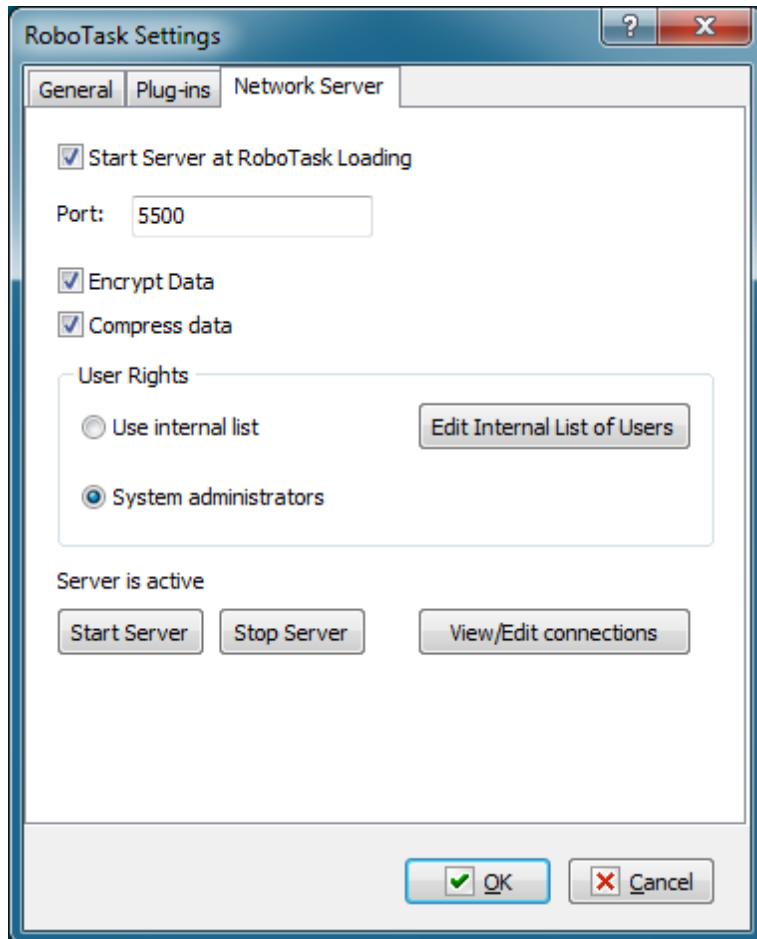 RoboTask Settings
?
X
General Plug-ins Network Server
Start Server at RoboTask Loading
Port: 5500
Encrypt Data
Compress data
User Rights
Use internal list Edit Internal List of Users
System administrators
Server is active
Start Server Stop Server View/Edit connections
OK Cancel